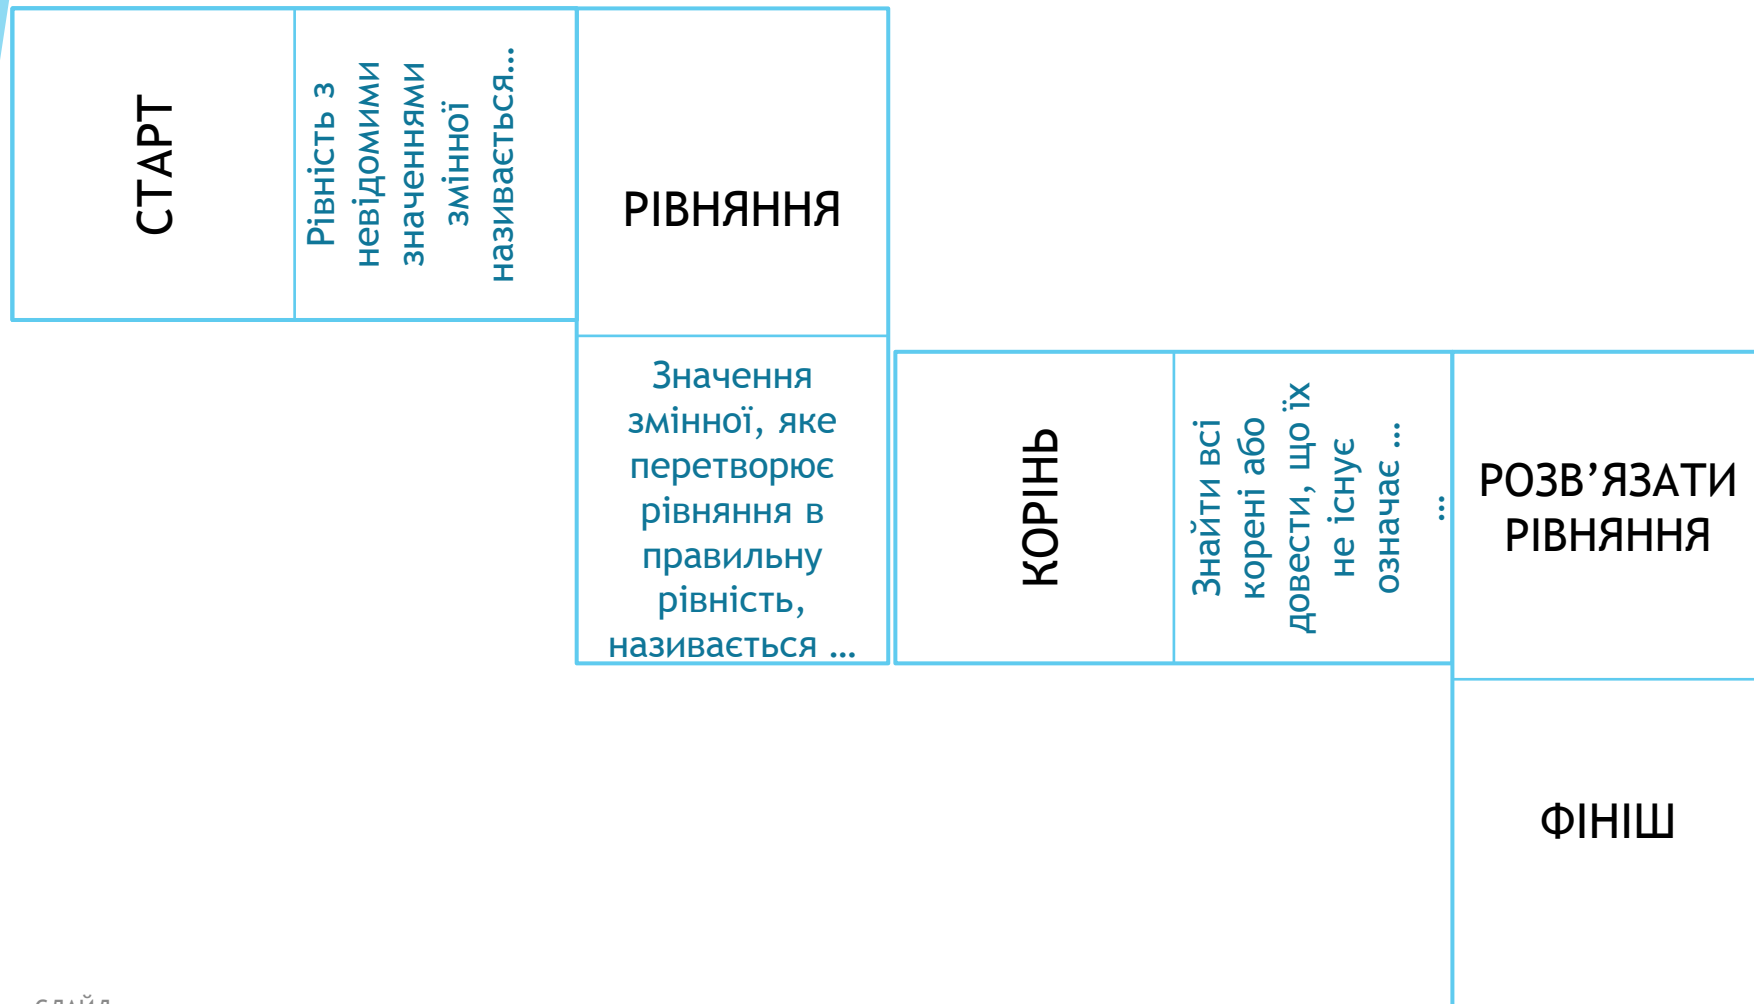 СТАРТ
Рівність з
невідомими
значеннями
змінної
називається…
РІВНЯННЯ
Значення
змінної, яке
перетворює
рівняння в
правильну
рівність,
називається …
КОРІНЬ
Знайти всі
корені або
довести, що їх
не існує
означає …
…
РОЗВ’ЯЗАТИ
РІВНЯННЯ
ФІНІШ